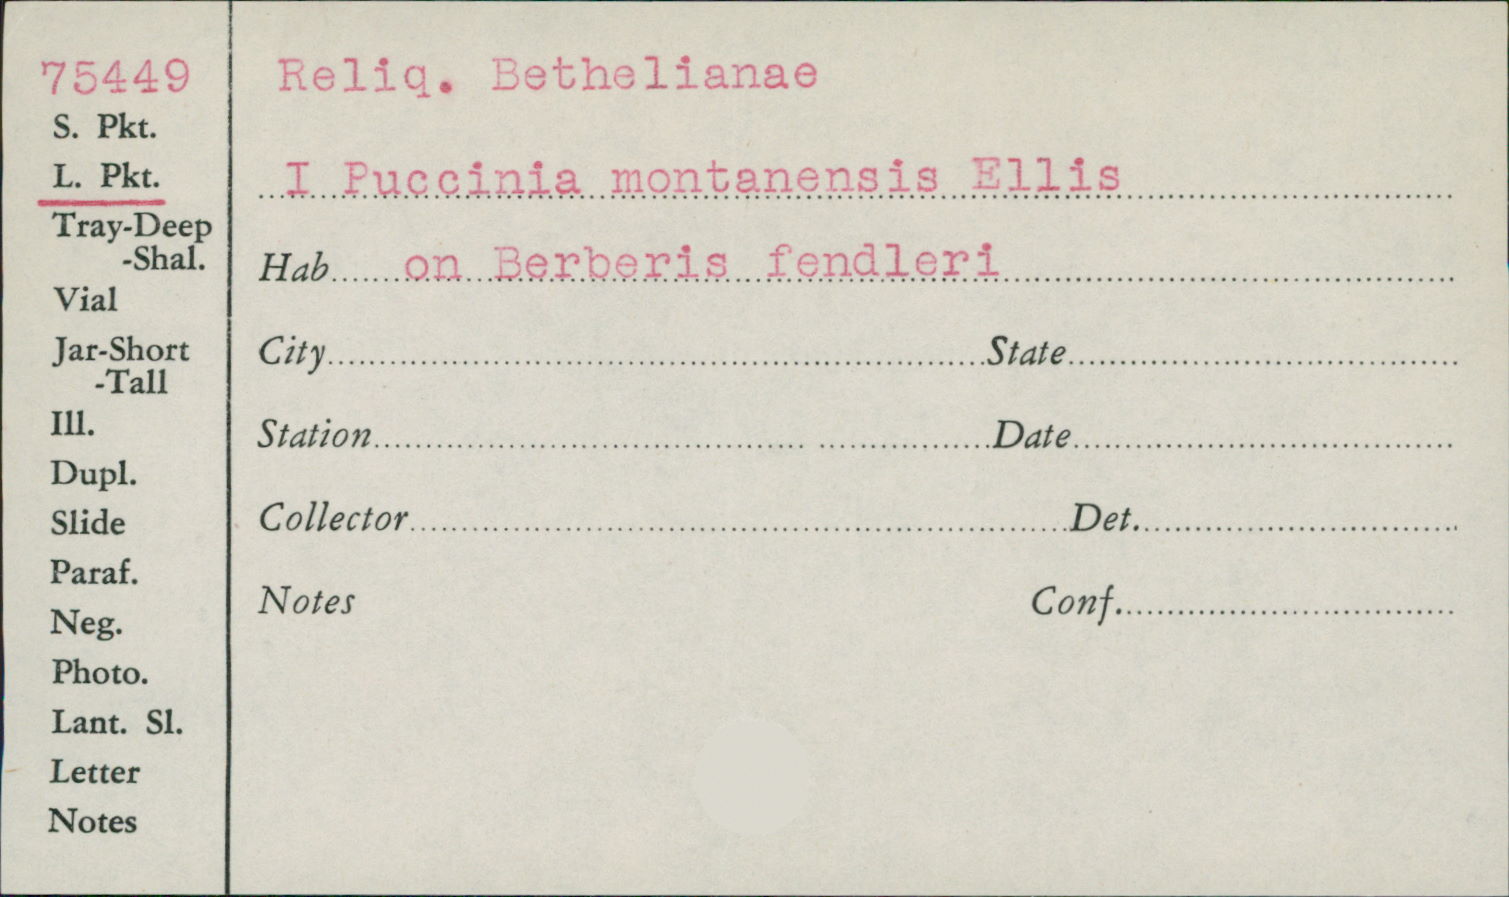 75449
Reliq. Bethelianae
S. Pkt.
L. Pkt.
I Puccinia montanensis Ellis
Tray-Deep
-Shal.
Hab on Berberis fendleri
Vial
Jar-Short
-Tall
City State
Ill.
Station Date
Dupl.
Slide
Collector Det.
Paraf.
Notes Conf.
Neg.
Photo.
Lant. Sl.
Letter
Notes